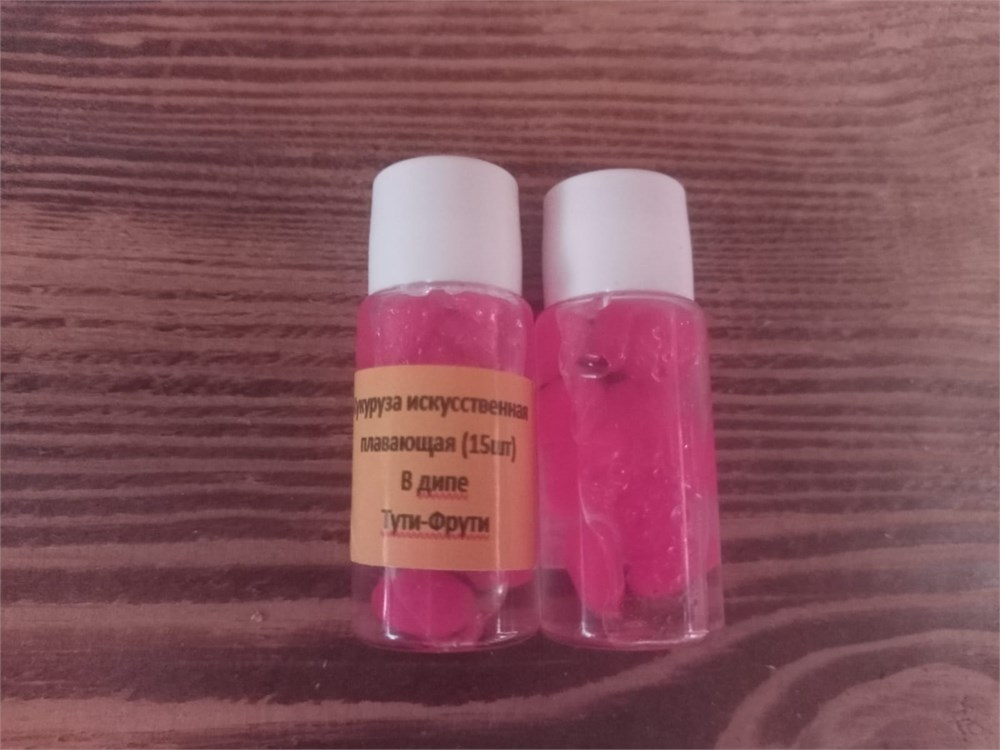 укуруза искусственная
плавающая (15шт)
В дипе
Тути-Фрути